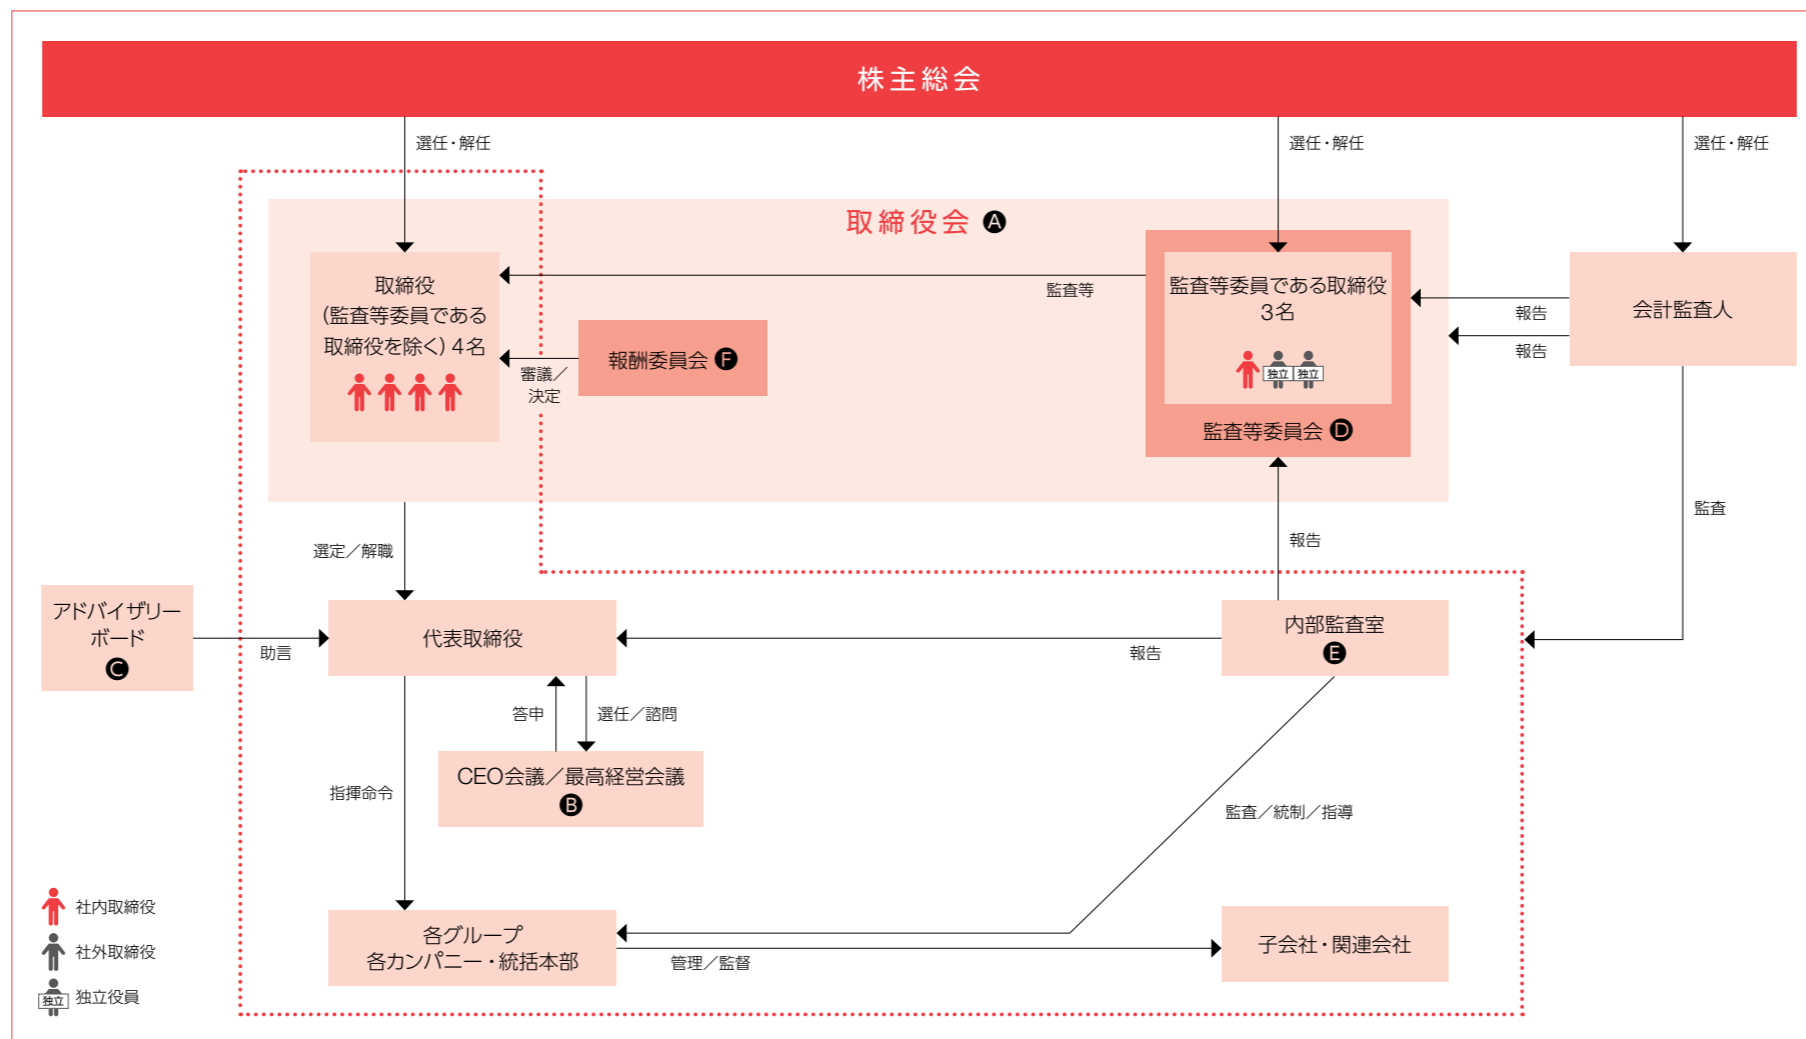 株主総会
選任・解任
選任・解任
選任・解任
取締役会 A
取締役
(監査等委員である
取締役を除く) 4名
監査等
監査等委員である取締役
3名
独立 独立
監査等委員会 D
報酬委員会 F
審議／
決定
報告
報告
会計監査人
監査
選定／解職
報告
アドバイザリー
ボード
C
助言
代表取締役
報告
内部監査室
E
答申
選任／諮問
CEO会議／最高経営会議
B
指揮命令
監査／統制／指導
各グループ
各カンパニー・統括本部
管理／監督
子会社・関連会社
社内取締役
社外取締役
独立 独立役員